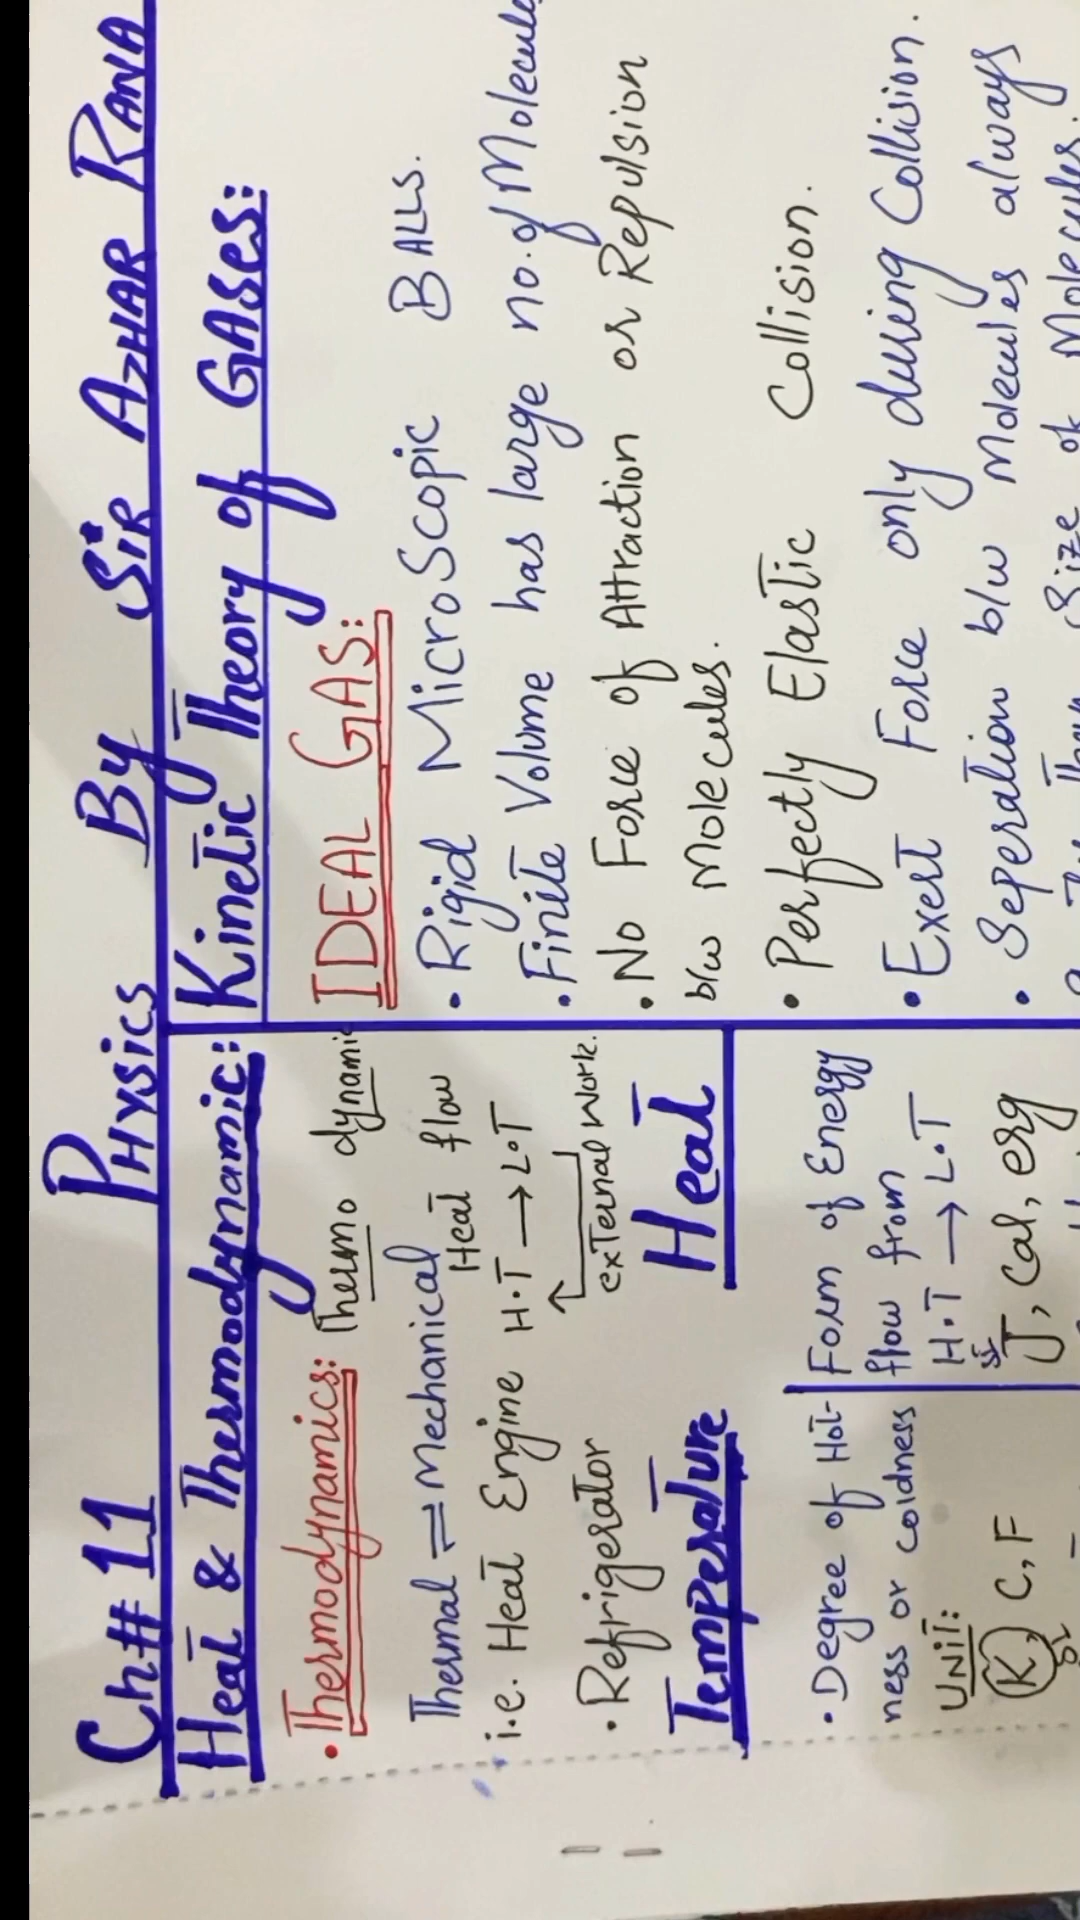 Ch# 11 PHYSICS By SIR AZHAR RANA
Heat & Thermodynamic:
• Thermodynamics: Thermo dynamic
Thermal ⇌ Mechanical
Heat flow
i.e. Heat Engine H.T → L.T
• Refrigerator external work.
Temperature Heat
• Degree of Hot-
ness or coldness
UNIT:
K, C, F
SI
Form of Energy
flow from
H.T → L.T
SI
J, Cal, erg
Kinetic Theory of GASes:
IDEAL GAS:
• Rigid MicroScopic BALLS.
• Finite Volume has large no. of
• No Force of Attraction or Repulsion
b/w Molecules.
• Perfectly Elastic Collision.
• Exert Force only during Collision.
• Seperation b/w Molecules always
Size of Molecules.